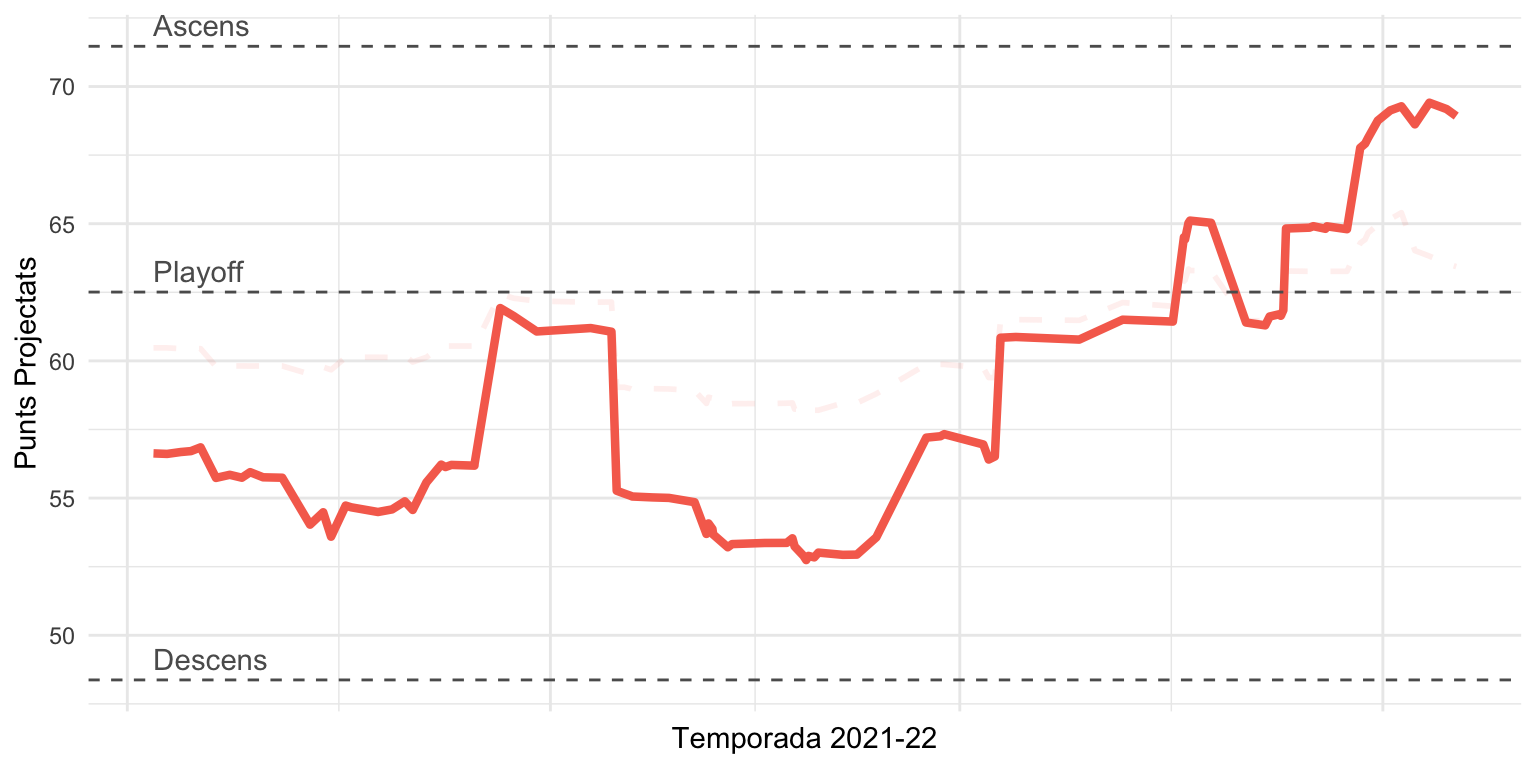 Ascens
70
65
Playoff
60
55
50
Descens
Punts Projectats
Temporada 2021-22